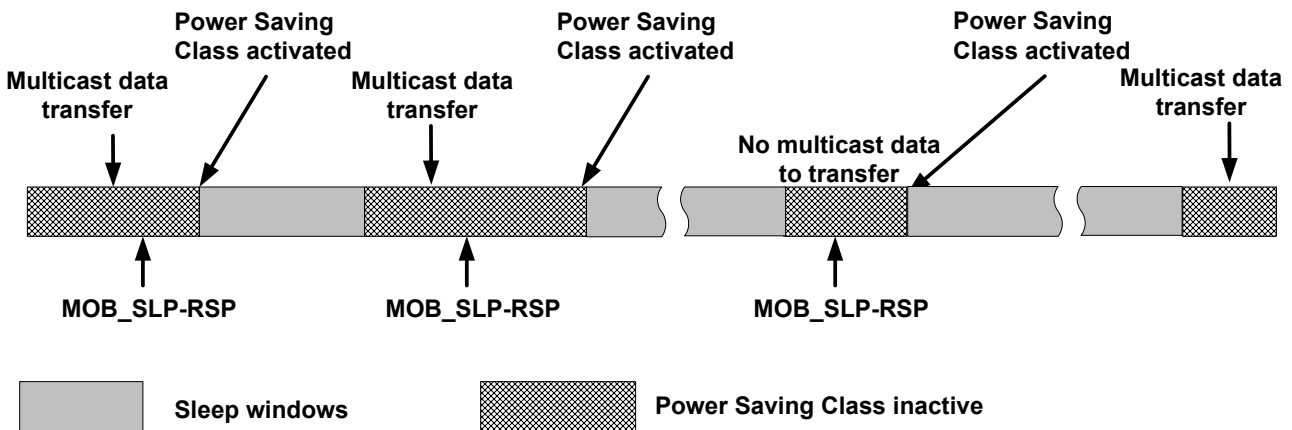 Power Saving
Class activated
Power Saving
Class activated
Power Saving
Class activated
Multicast data
transfer
Multicast data
transfer
Multicast data
transfer
No multicast data
to transfer
MOB_SLP-RSP
MOB_SLP-RSP
MOB_SLP-RSP
Sleep windows
Power Saving Class inactive